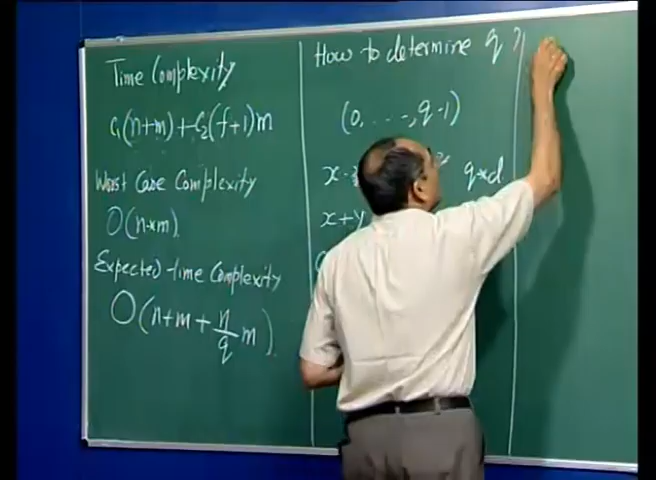 Time Complexity
C1(n+m)+C2(f+1)m
Worst Case Complexity
O(n*m)
Expected-time Complexity
O(n+m+n/q m).
How to determine q ?
(0, ..., q-1)
q*d
x+y